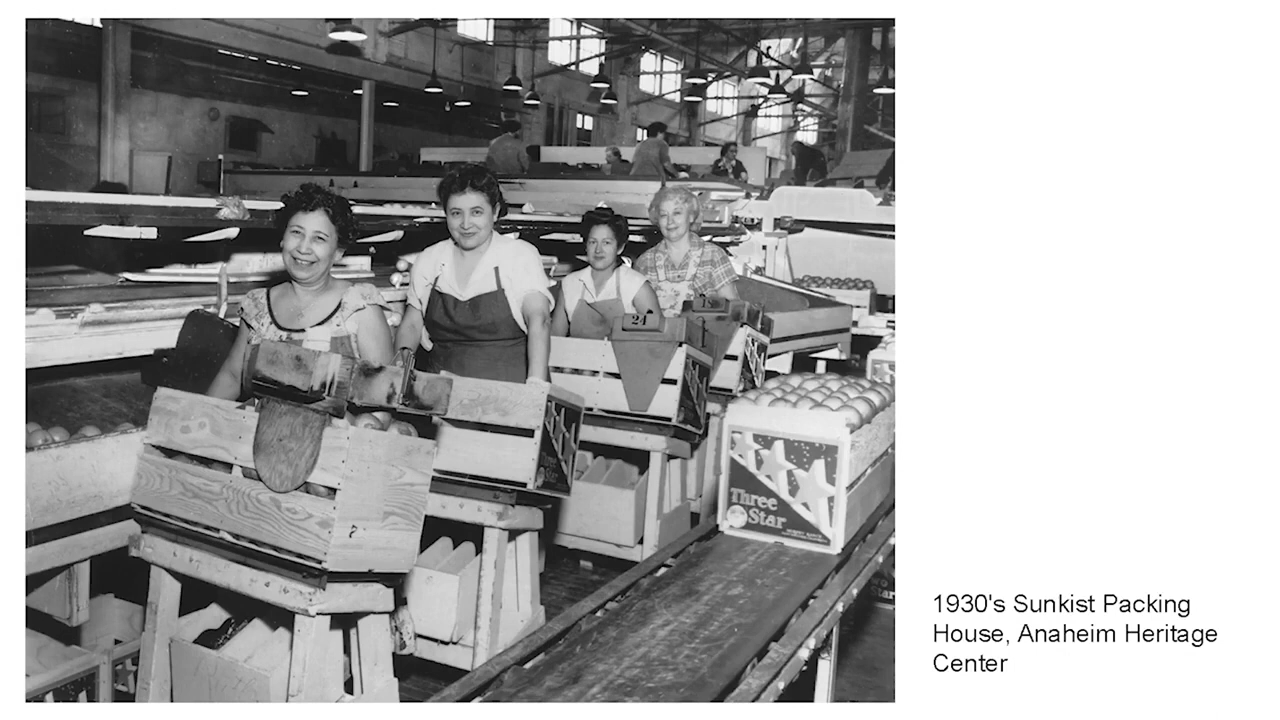 24
Three
Star
1930's Sunkist Packing
House, Anaheim Heritage
Center